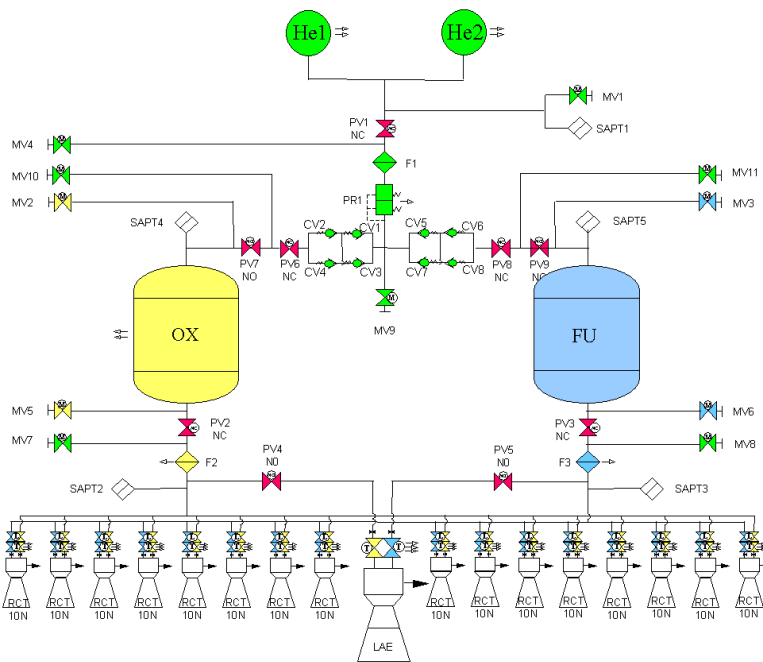 He1
He2
MV1
SAPT1
PV1
NC
MV4
F1
MV10
MV11
MV2
PR1
MV3
SAPT4
SAPT5
CV2
CV1
CV5
CV6
PV7
NO
PV6
NC
CV4
CV3
CV7
CV8
PV8
NC
PV9
NC
M
MV9
OX
FU
MV5
MV6
PV2
NC
PV3
NC
MV7
MV8
F2
PV4
N0
PV5
N0
F3
SAPT2
SAPT3
T
T
RCT
10N
RCT
10N
RCT
10N
RCT
10N
RCT
10N
RCT
10N
RCT
10N
RCT
10N
LAE
RCT
10N
RCT
10N
RCT
10N
RCT
10N
RCT
10N
RCT
10N
RCT
10N
RCT
10N